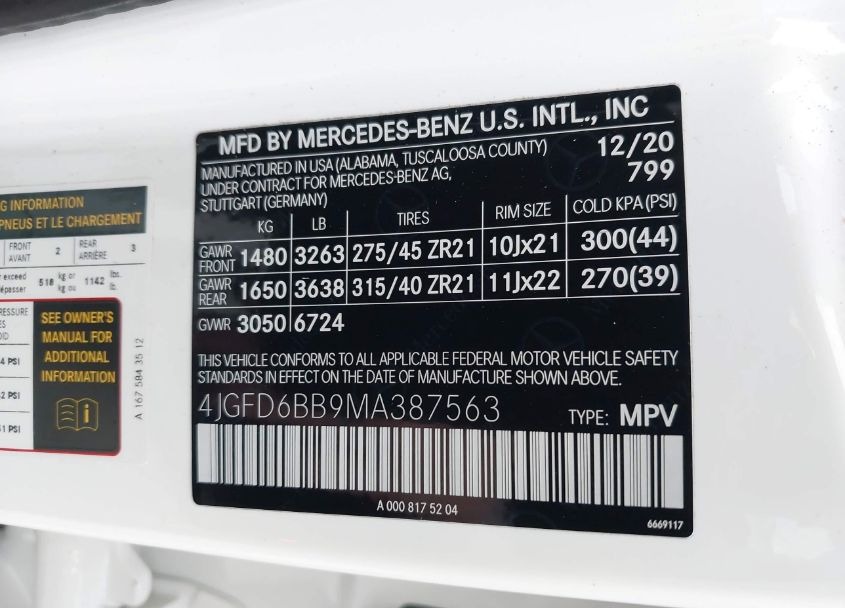 MFD BY MERCEDES-BENZ U.S. INTL., INC
MANUFACTURED IN USA (ALABAMA, TUSCALOOSA COUNTY) 12/20
UNDER CONTRACT FOR MERCEDES-BENZ AG, 799
STUTTGART (GERMANY)
KG LB TIRES RIM SIZE COLD KPA (PSI)
GAWR FRONT 1480 3263 275/45 ZR21 10Jx21 300(44)
GAWR REAR 1650 3638 315/40 ZR21 11Jx22 270(39)
GVWR 3050 6724
THIS VEHICLE CONFORMS TO ALL APPLICABLE FEDERAL MOTOR VEHICLE SAFETY
STANDARDS IN EFFECT ON THE DATE OF MANUFACTURE SHOWN ABOVE.
4JGFD6BB9MA387563 TYPE: MPV
A 000 817 52 04
6669117
INFORMATION
PNEUS ET LE CHARGEMENT
FRONT 2 REAR 3
AVANT ARRIÈRE
exceed 518 kg or 1142 lbs.
kg ou lb.
SEE OWNER'S
MANUAL FOR
ADDITIONAL
INFORMATION
PSI
PSI
PSI
A 167 584 35 12